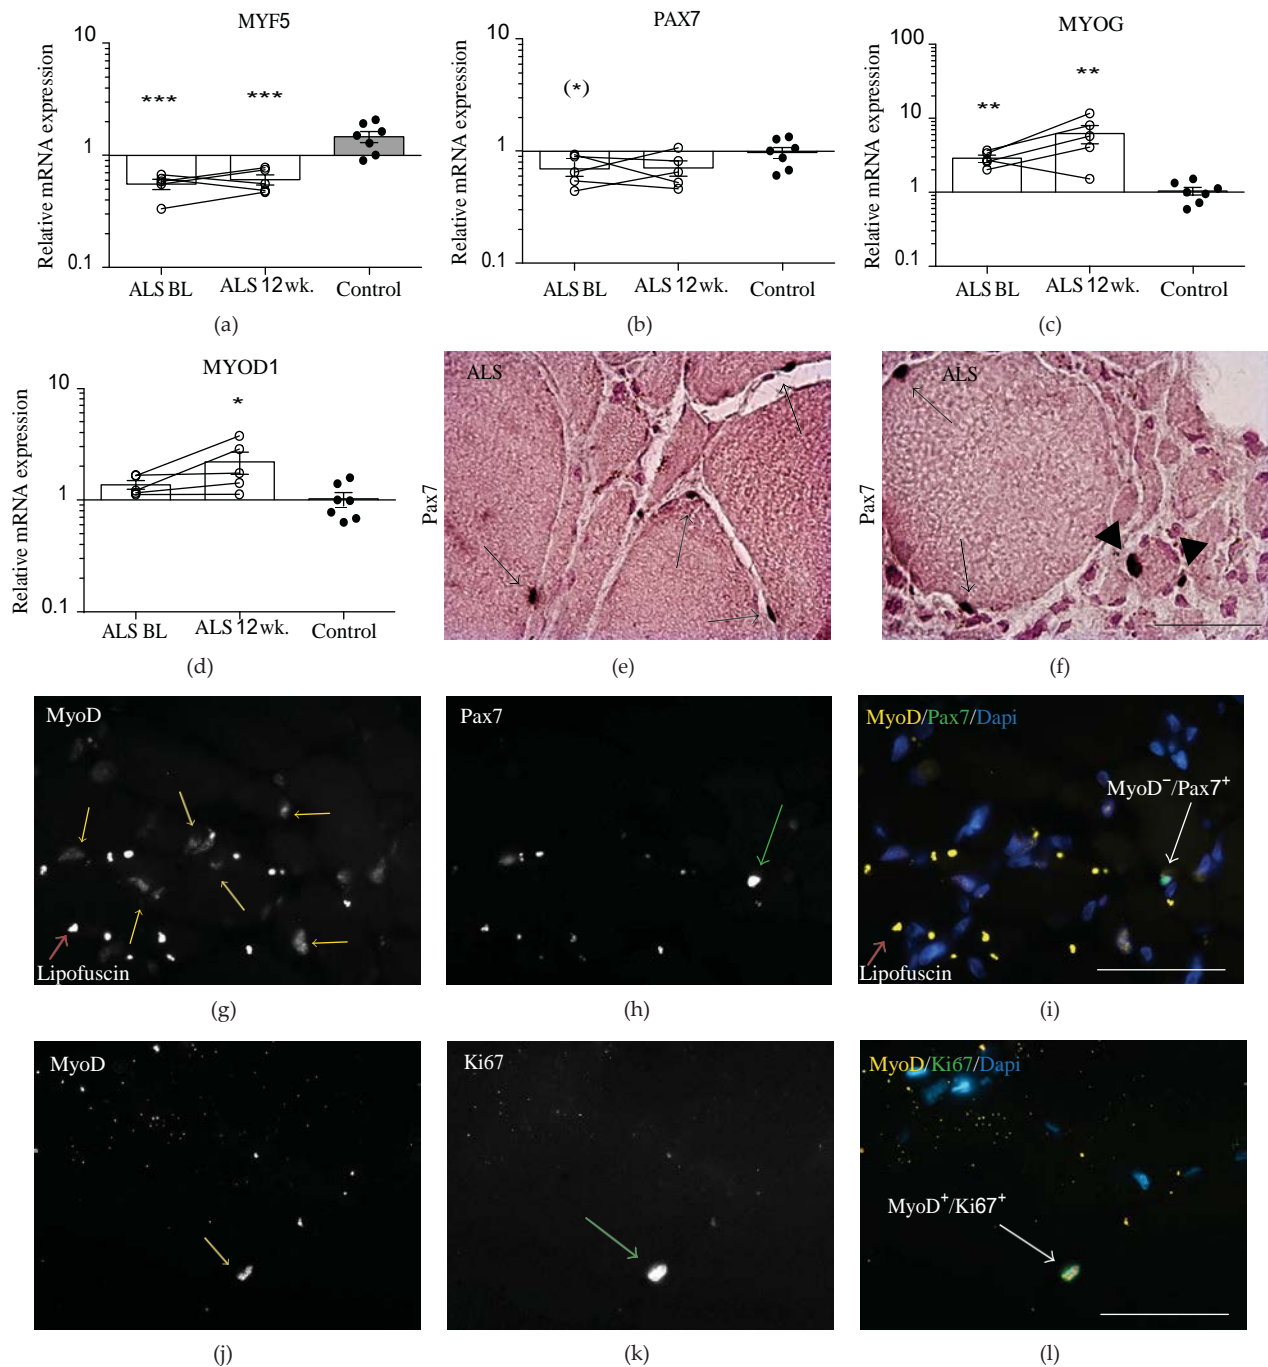 MYF5
Relative mRNA expression
10
1
0.1
***
***
ALS BL
ALS 12 wk.
Control
(a)
PAX7
Relative mRNA expression
10
1
0.1
(*)
ALS BL
ALS 12 wk.
Control
(b)
MYOG
Relative mRNA expression
100
10
1
0.1
**
**
ALS BL
ALS 12 wk.
Control
(c)
MYOD1
Relative mRNA expression
10
1
0.1
*
ALS BL
ALS 12 wk.
Control
(d)
Pax7
ALS
(e)
Pax7
ALS
(f)
MyoD
Lipofuscin
(g)
Pax7
(h)
MyoD/Pax7/Dapi
MyoD⁻/Pax7⁺
Lipofuscin
(i)
MyoD
(j)
Ki67
(k)
MyoD/Ki67/Dapi
MyoD⁺/Ki67⁺
(l)